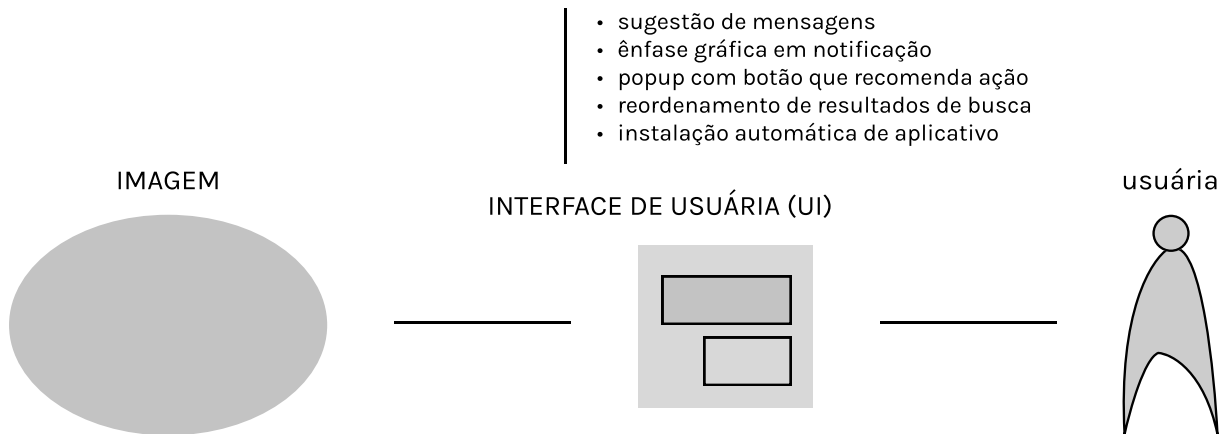 • sugestão de mensagens
• ênfase gráfica em notificação
• popup com botão que recomenda ação
• reordenamento de resultados de busca
• instalação automática de aplicativo
IMAGEM
usuária
INTERFACE DE USUÁRIA (UI)